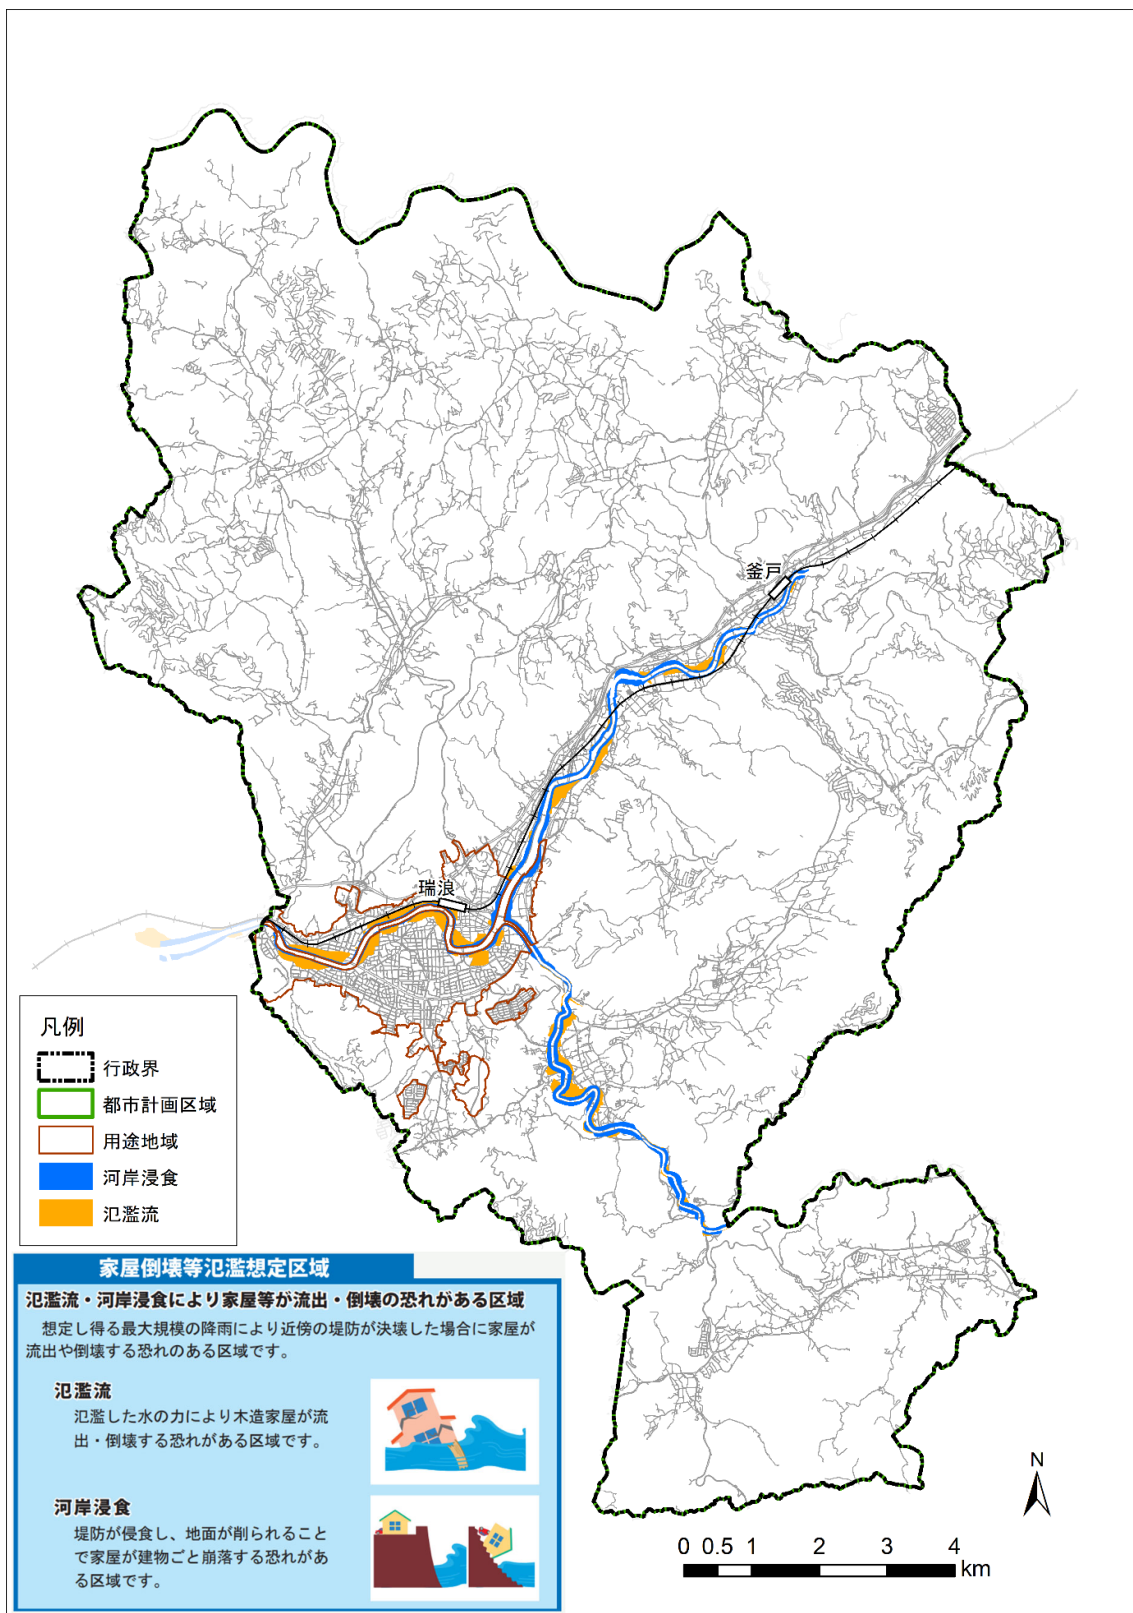 釜戸
瑞浪
凡例
行政界
都市計画区域
用途地域
河岸浸食
氾濫流
家屋倒壊等氾濫想定区域
氾濫流・河岸浸食により家屋等が流出・倒壊の恐れがある区域
想定し得る最大規模の降雨により近傍の堤防が決壊した場合に家屋が
流出や倒壊する恐れのある区域です。
氾濫流
氾濫した水の力により木造家屋が流
出・倒壊する恐れがある区域です。
河岸浸食
堤防が侵食し、地面が削られること
で家屋が建物ごと崩落する恐れがあ
る区域です。
N
0 0.5 1 2 3 4
km